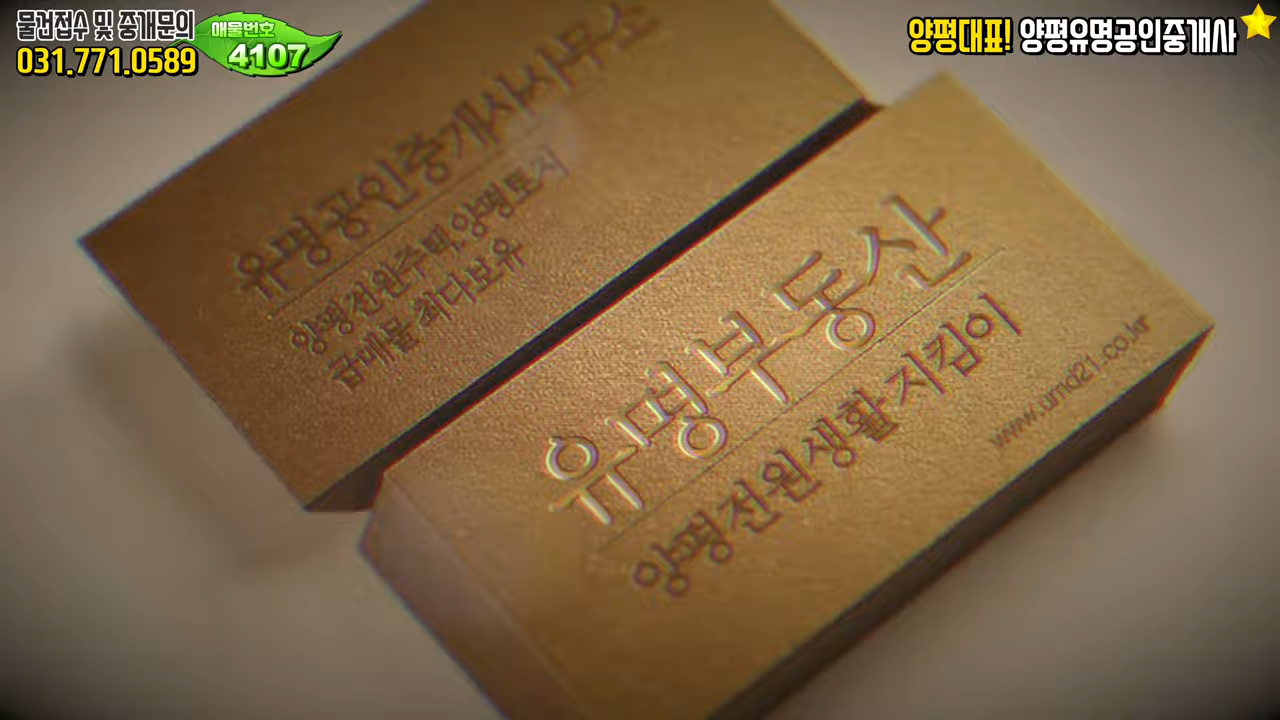 물건접수 및 중개문의
031.771.0589
매물번호
4107
양평대표! 양평유명공인중개사
유명공인중개사사무소
양평전원주택,양평토지
급매물 최다보유
유명부동산
양평전원생활 지킴이
www.umd21.co.kr